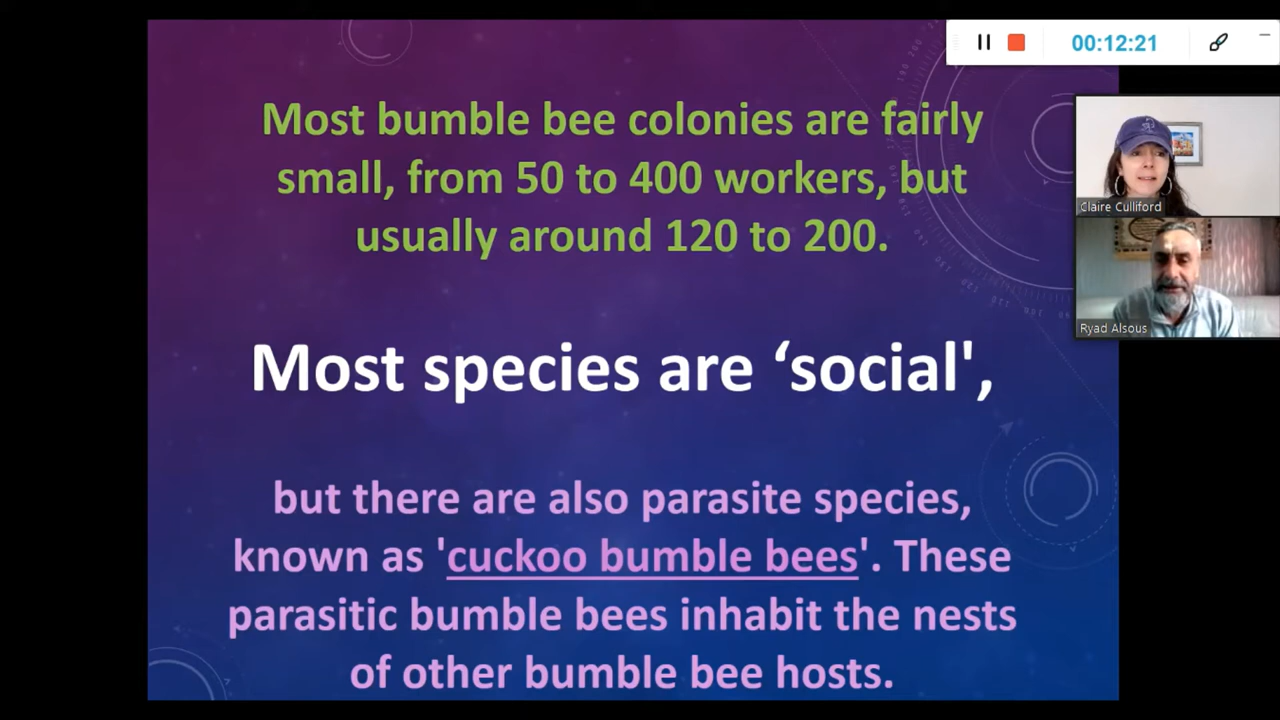 Most bumble bee colonies are fairly
small, from 50 to 400 workers, but
usually around 120 to 200.
Most species are ‘social',
but there are also parasite species,
known as 'cuckoo bumble bees'. These
parasitic bumble bees inhabit the nests
of other bumble bee hosts.
00:12:21
Claire Culliford
Ryad Alsous